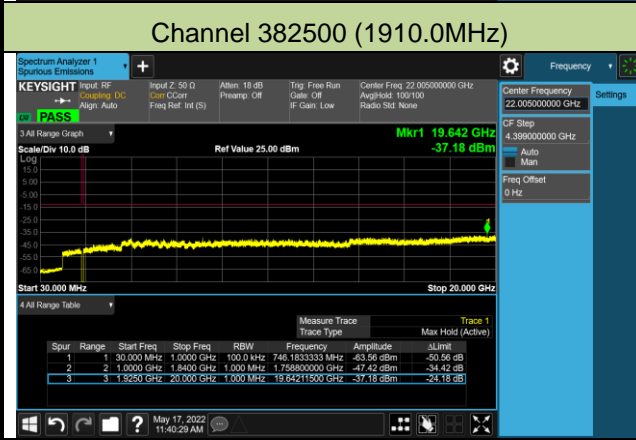 Channel 382500 (1910.0MHz)
Spectrum Analyzer 1
Spurious Emissions
+
Frequency
KEYSIGHT
Input: RF
Coupling: DC
Align: Auto
Input Z: 50 Ω
Corr CCorr
Freq Ref: Int (S)
Atten: 18 dB
Preamp: Off
Trig: Free Run
Gate: Off
IF Gain: Low
Center Freq: 22.005000000 GHz
Avg|Hold: 100/100
Radio Std: None
PASS
Center Frequency
22.005000000 GHz
Settings
CF Step
4.399000000 GHz
Auto
Man
Freq Offset
0 Hz
3 All Range Graph
Mkr1 19.642 GHz
Scale/Div 10.0 dB
Ref Value 25.00 dBm
-37.18 dBm
Log
15.0
5.00
-5.00
-15.0
-25.0
-35.0
-45.0
-55.0
-65.0
Start 30.000 MHz
Stop 20.000 GHz
4 All Range Table
Measure Trace Trace 1
Trace Type Max Hold (Active)
Spur Range Start Freq Stop Freq RBW Frequency Amplitude ΔLimit
1 1 30.000 MHz 1.0000 GHz 100.0 kHz 746.1833333 MHz -63.56 dBm -50.56 dB
2 2 1.0000 GHz 1.8400 GHz 1.000 MHz 1.758800000 GHz -47.42 dBm -34.42 dB
3 3 1.9250 GHz 20.000 GHz 1.000 MHz 19.64211500 GHz -37.18 dBm -24.18 dB
?
May 17, 2022
11:40:29 AM